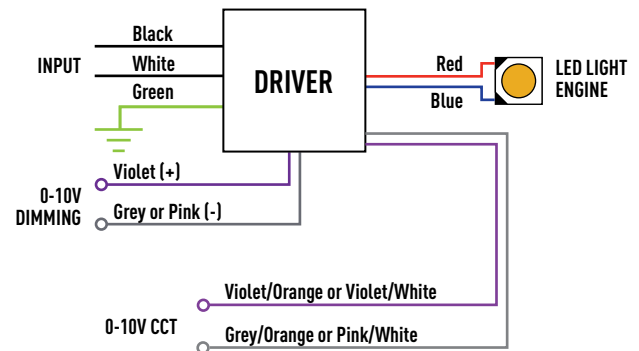 Black
INPUT
White
Green
DRIVER
Red
Blue
LED LIGHT
ENGINE
Violet (+)
0-10V
DIMMING
Grey or Pink (-)
Violet/Orange or Violet/White
0-10V CCT
Grey/Orange or Pink/White